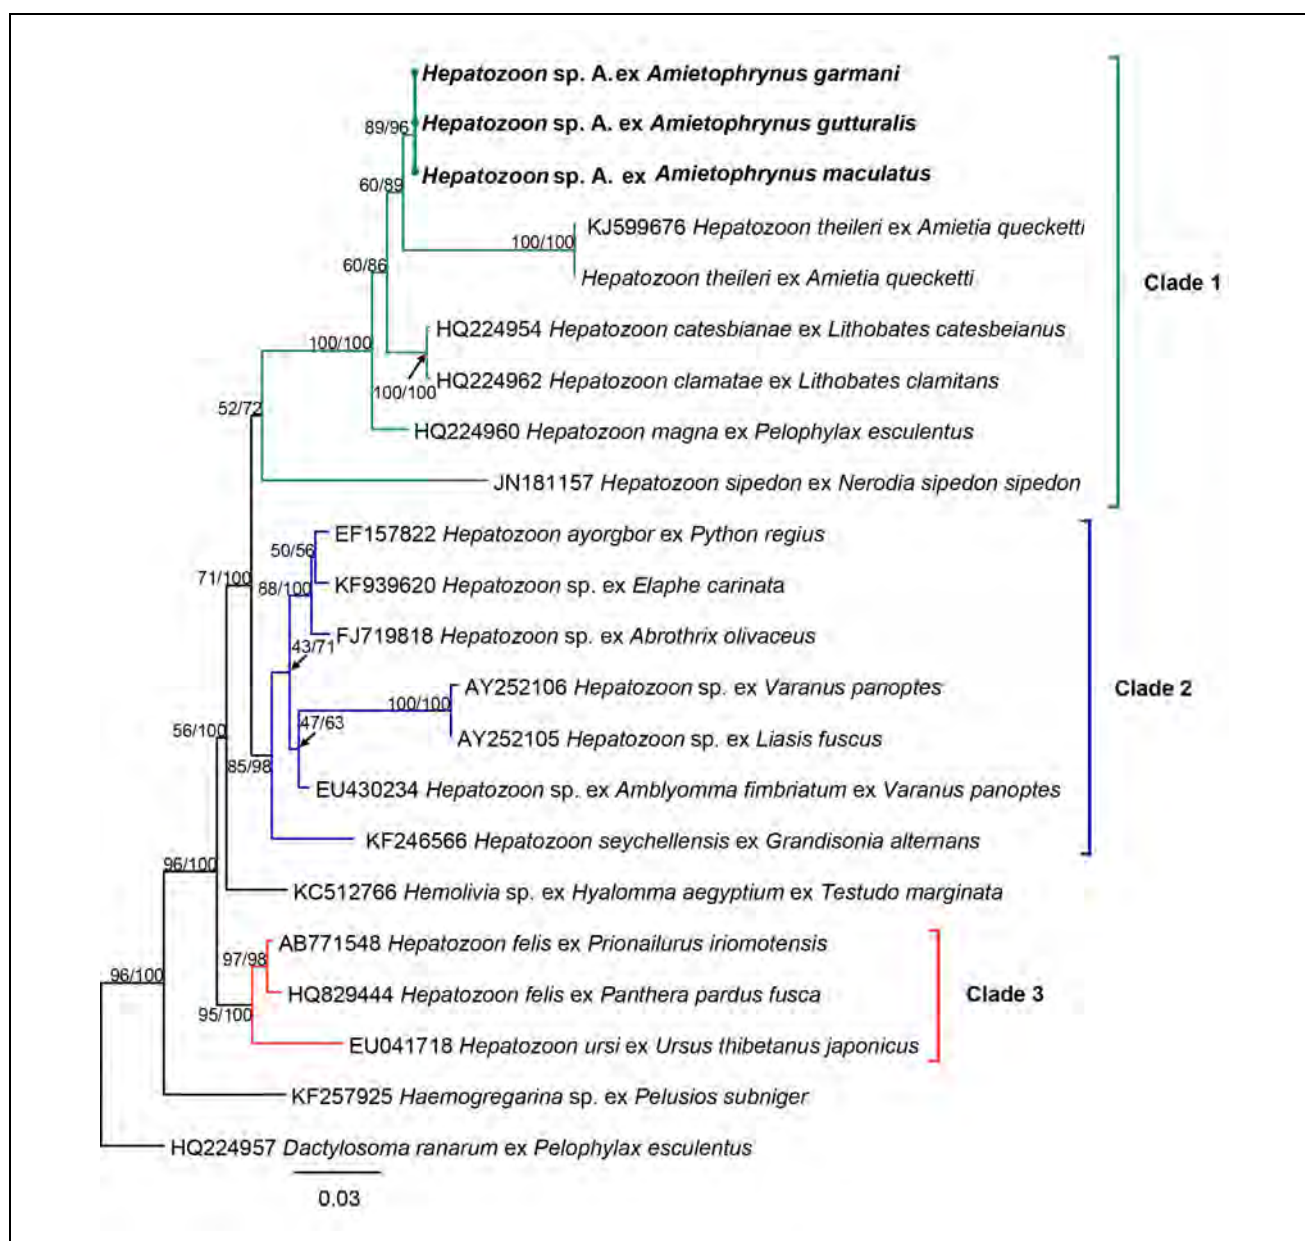 Hepatozoon sp. A. ex Amietophrynus garmani
89/96
Hepatozoon sp. A. ex Amietophrynus gutturalis
Hepatozoon sp. A. ex Amietophrynus maculatus
60/89
KJ599676 Hepatozoon theileri ex Amietia quecketti
100/100
60/86
Hepatozoon theileri ex Amietia quecketti
Clade 1
HQ224954 Hepatozoon catesbianae ex Lithobates catesbeianus
100/100
HQ224962 Hepatozoon clamatae ex Lithobates clamitans
100/100
52/72
HQ224960 Hepatozoon magna ex Pelophylax esculentus
JN181157 Hepatozoon sipedon ex Nerodia sipedon sipedon
EF157822 Hepatozoon ayorgbor ex Python regius
50/56
71/100
88/100
KF939620 Hepatozoon sp. ex Elaphe carinata
FJ719818 Hepatozoon sp. ex Abrothrix olivaceus
43/71
AY252106 Hepatozoon sp. ex Varanus panoptes
Clade 2
100/100
47/63
56/100
AY252105 Hepatozoon sp. ex Liasis fuscus
85/98
EU430234 Hepatozoon sp. ex Amblyomma fimbriatum ex Varanus panoptes
KF246566 Hepatozoon seychellensis ex Grandisonia alternans
96/100
KC512766 Hemolivia sp. ex Hyalomma aegyptium ex Testudo marginata
AB771548 Hepatozoon felis ex Prionailurus iriomotensis
97/98
96/100
HQ829444 Hepatozoon felis ex Panthera pardus fusca
Clade 3
95/100
EU041718 Hepatozoon ursi ex Ursus thibetanus japonicus
KF257925 Haemogregarina sp. ex Pelusios subniger
HQ224957 Dactylosoma ranarum ex Pelophylax esculentus
0.03